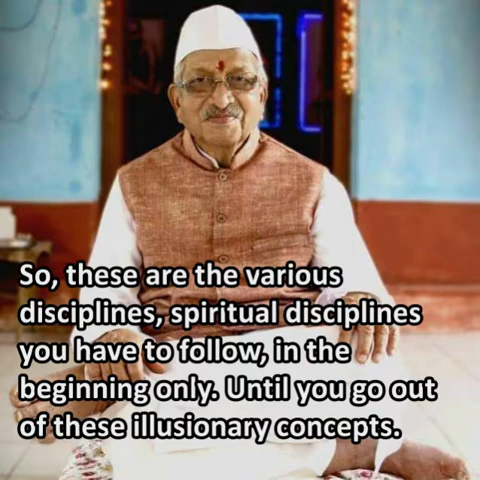 So, these are the various
disciplines, spiritual disciplines
you have to follow, in the
beginning only. Until you go out
of these illusionary concepts.